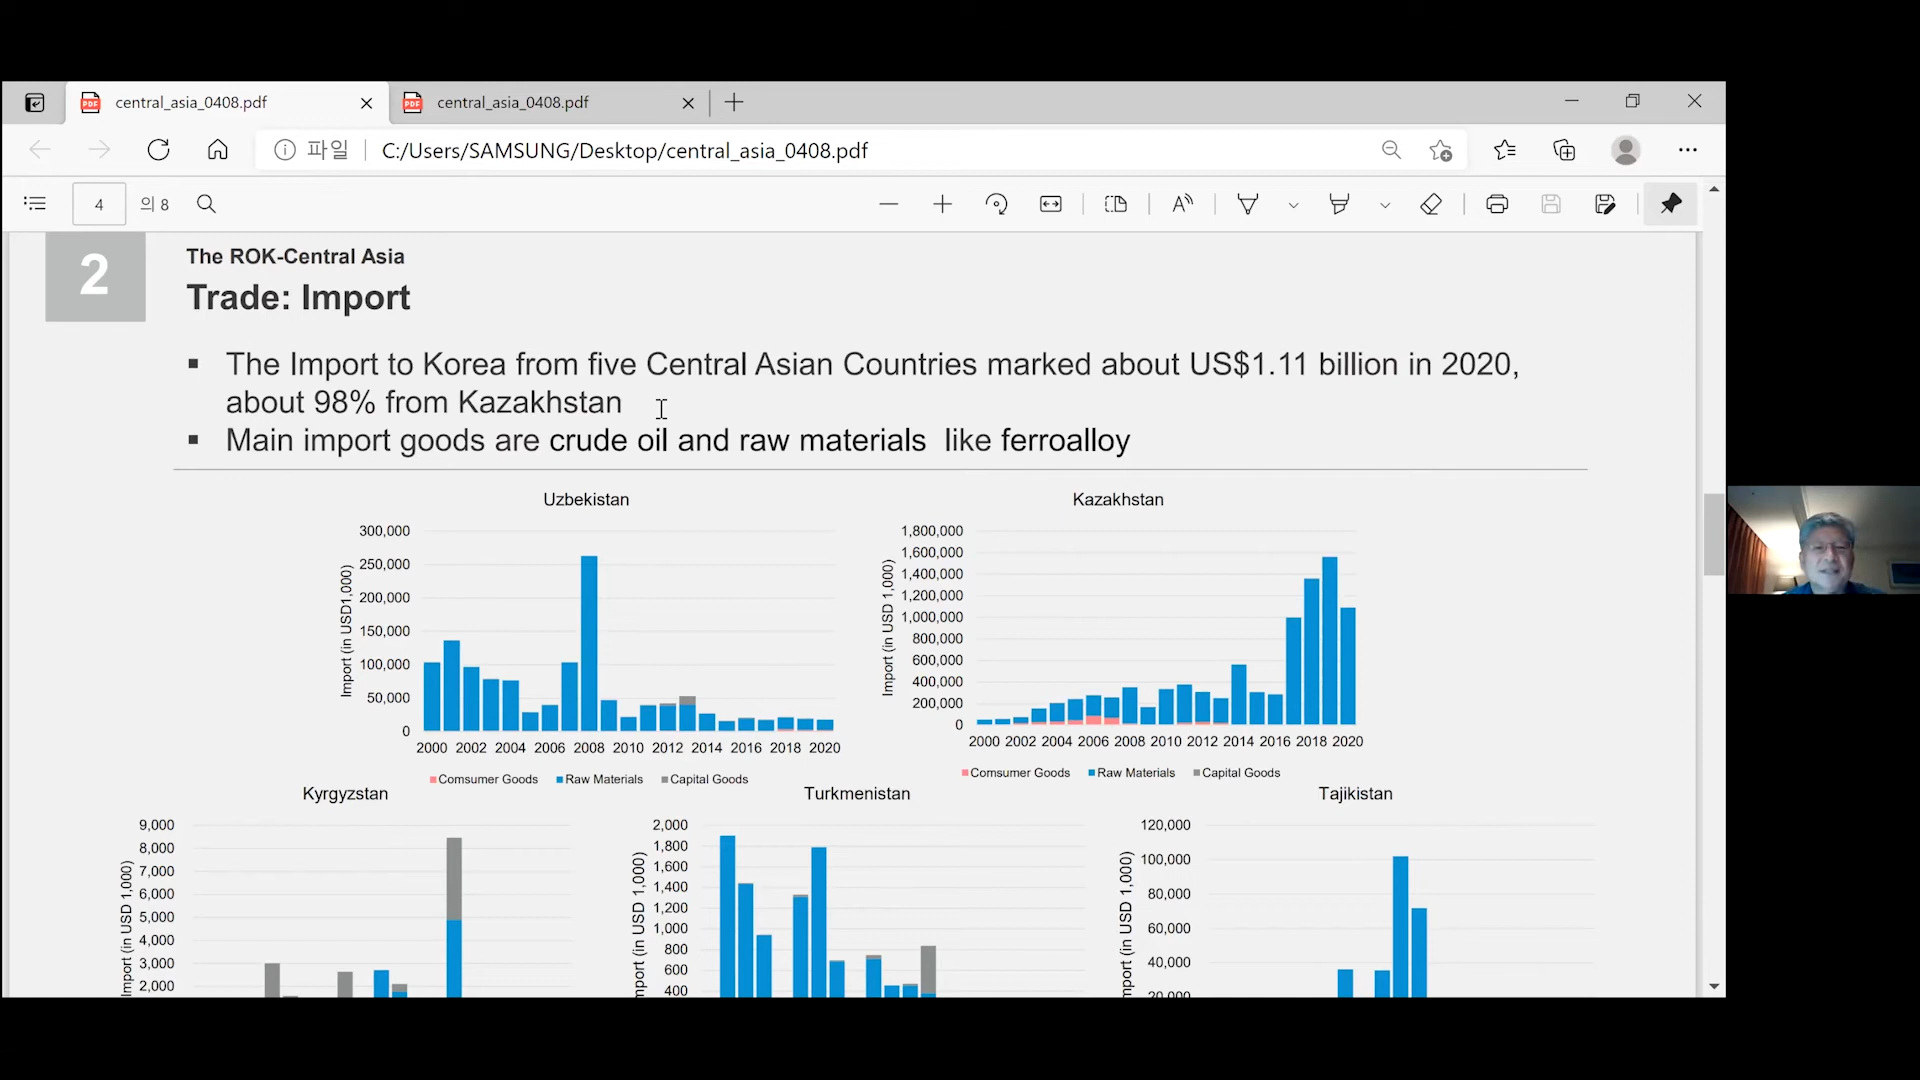 central_asia_0408.pdf
central_asia_0408.pdf
파일
C:/Users/SAMSUNG/Desktop/central_asia_0408.pdf
4
의 8
2
The ROK-Central Asia
Trade: Import
The Import to Korea from five Central Asian Countries marked about US$1.11 billion in 2020,
about 98% from Kazakhstan
Main import goods are crude oil and raw materials like ferroalloy
Uzbekistan
Import (in USD1,000)
300,000
250,000
200,000
150,000
100,000
50,000
0
2000 2002 2004 2006 2008 2010 2012 2014 2016 2018 2020
Comsumer Goods Raw Materials Capital Goods
Kazakhstan
Import (in USD 1,000)
1,800,000
1,600,000
1,400,000
1,200,000
1,000,000
800,000
600,000
400,000
200,000
0
2000 2002 2004 2006 2008 2010 2012 2014 2016 2018 2020
Comsumer Goods Raw Materials Capital Goods
Kyrgyzstan
Import (in USD 1,000)
9,000
8,000
7,000
6,000
5,000
4,000
3,000
2,000
Turkmenistan
mport (in USD 1,000)
2,000
1,800
1,600
1,400
1,200
1,000
800
600
400
Tajikistan
mport (in USD 1,000)
120,000
100,000
80,000
60,000
40,000
20,000